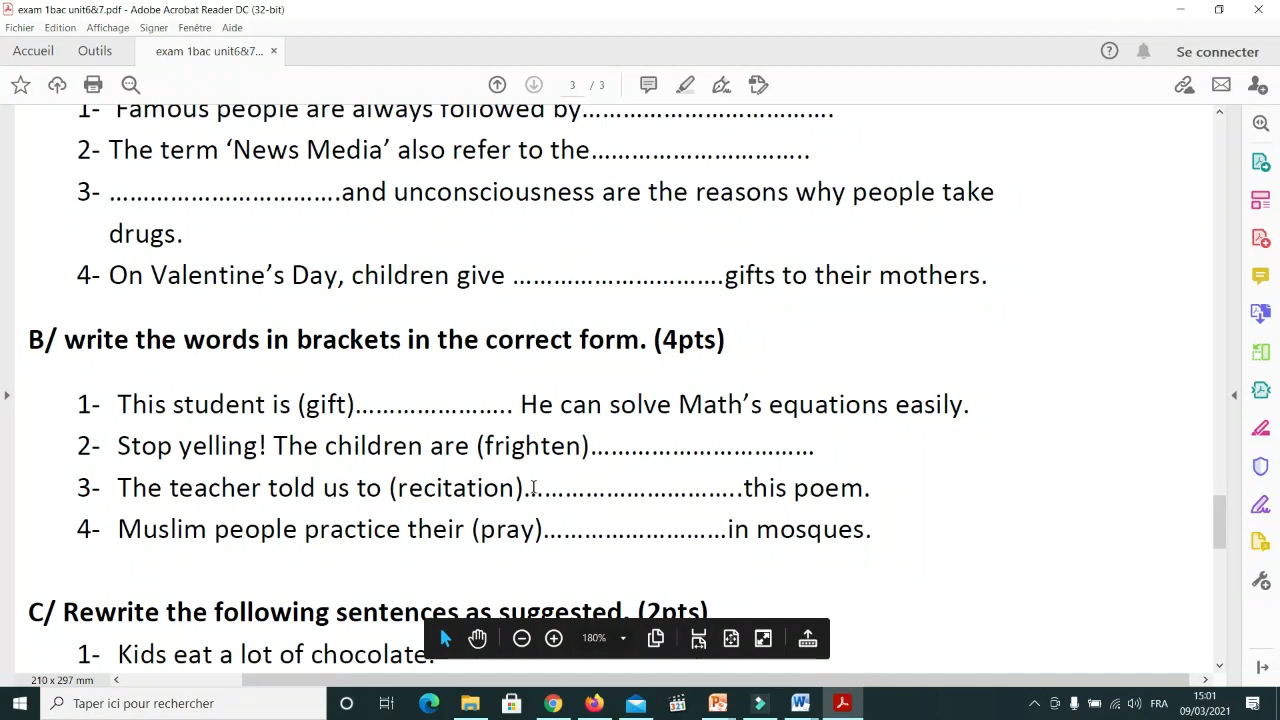 exam 1bac unit6&7.pdf - Adobe Acrobat Reader DC (32-bit)
Fichier Edition Affichage Signer Fenêtre Aide
Accueil Outils exam 1bac unit6&7... × Se connecter
3 / 3
1- Famous people are always followed by……………………………….
2- The term ‘News Media’ also refer to the…………………………..
3- …………………………….and unconsciousness are the reasons why people take
drugs.
4- On Valentine’s Day, children give ………………………….gifts to their mothers.
B/ write the words in brackets in the correct form. (4pts)
1- This student is (gift)………………….. He can solve Math’s equations easily.
2- Stop yelling! The children are (frighten)……………………………
3- The teacher told us to (recitation)…………………………..this poem.
4- Muslim people practice their (pray)………………………in mosques.
C/ Rewrite the following sentences as suggested. (2pts)
1- Kids eat a lot of chocolate.
180%
210 x 297 mm
Taper ici pour rechercher
321
FRA
15:01
09/03/2021